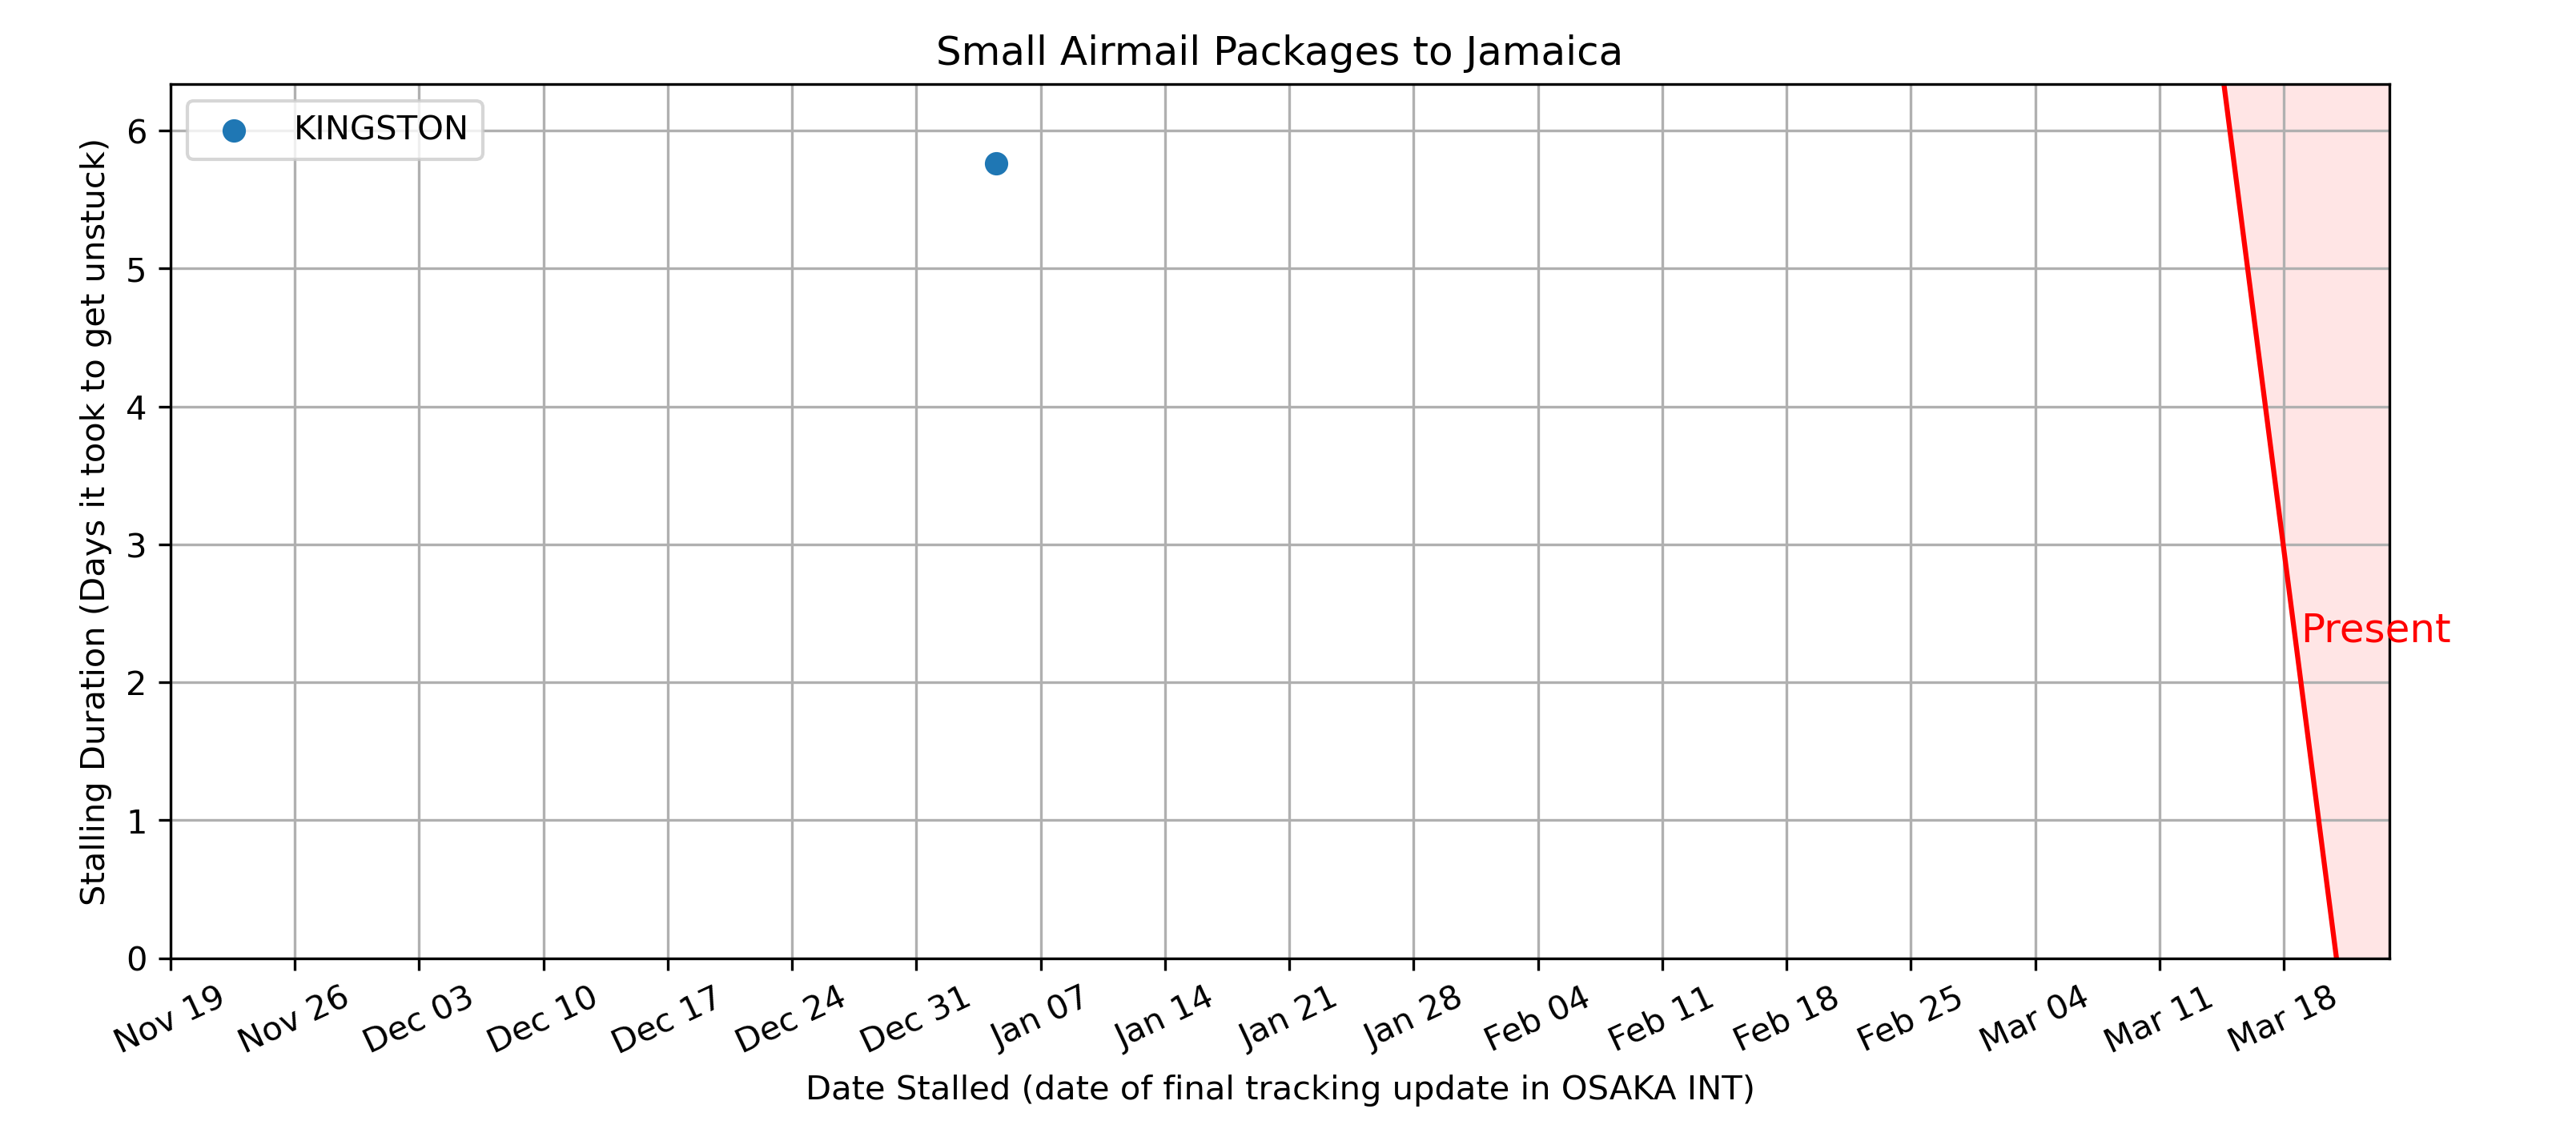 Small Airmail Packages to Jamaica
KINGSTON
Stalling Duration (Days it took to get unstuck)
6
5
4
3
2
1
0
Present
Nov 19
Nov 26
Dec 03
Dec 10
Dec 17
Dec 24
Dec 31
Jan 07
Jan 14
Jan 21
Jan 28
Feb 04
Feb 11
Feb 18
Feb 25
Mar 04
Mar 11
Mar 18
Date Stalled (date of final tracking update in OSAKA INT)